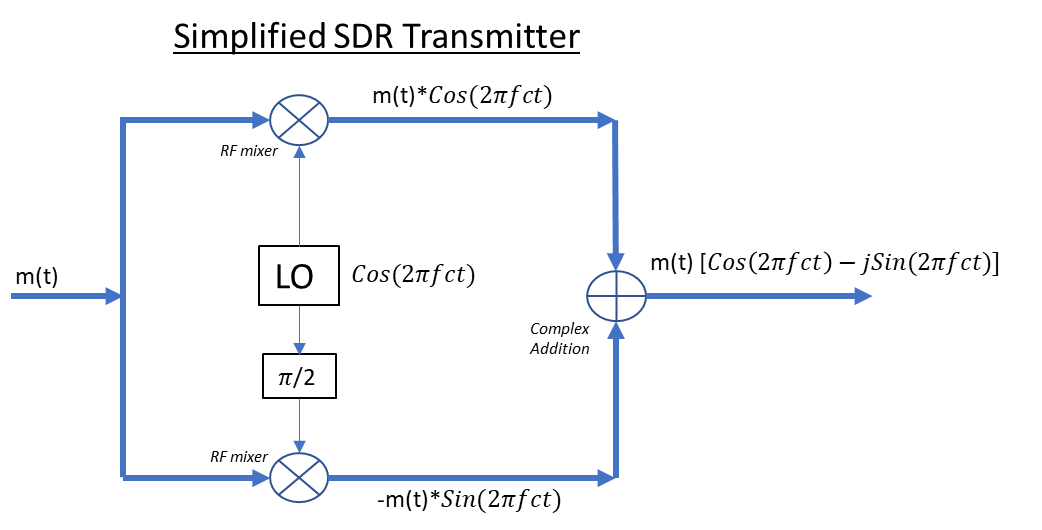 Simplified SDR Transmitter
m(t)*Cos(2πfct)
RF mixer
m(t)
LO
Cos(2πfct)
m(t) [Cos(2πfct) − jSin(2πfct)]
Complex
Addition
π/2
RF mixer
-m(t)*Sin(2πfct)